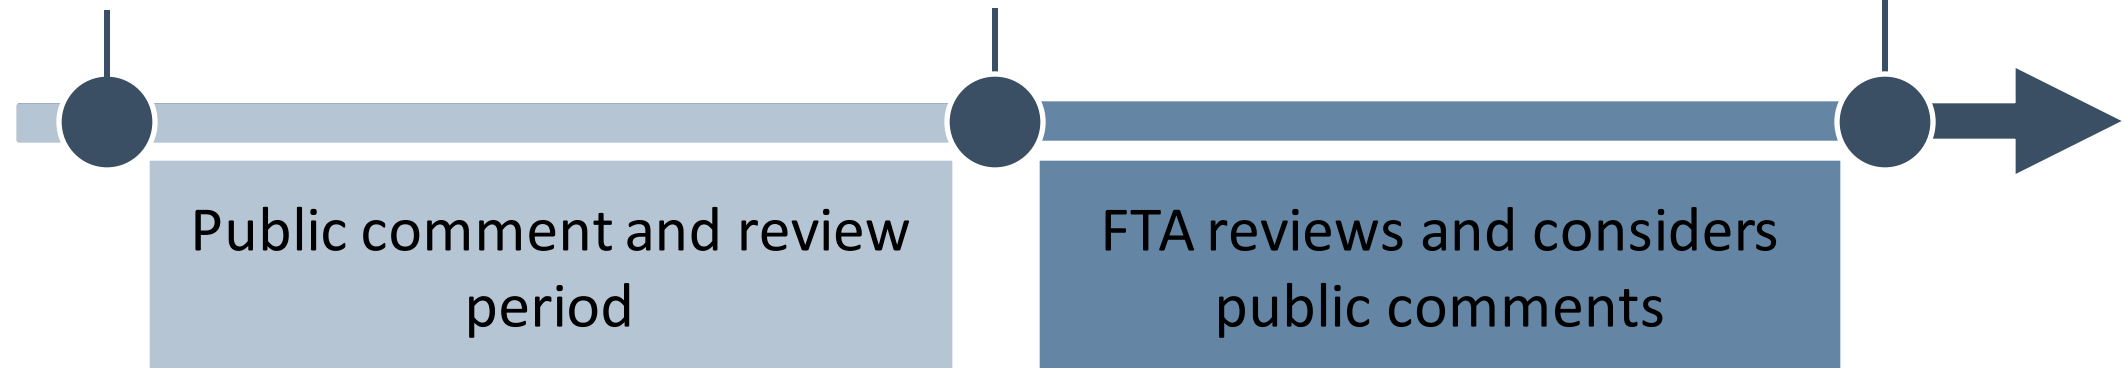 Public comment and review
period
FTA reviews and considers
public comments